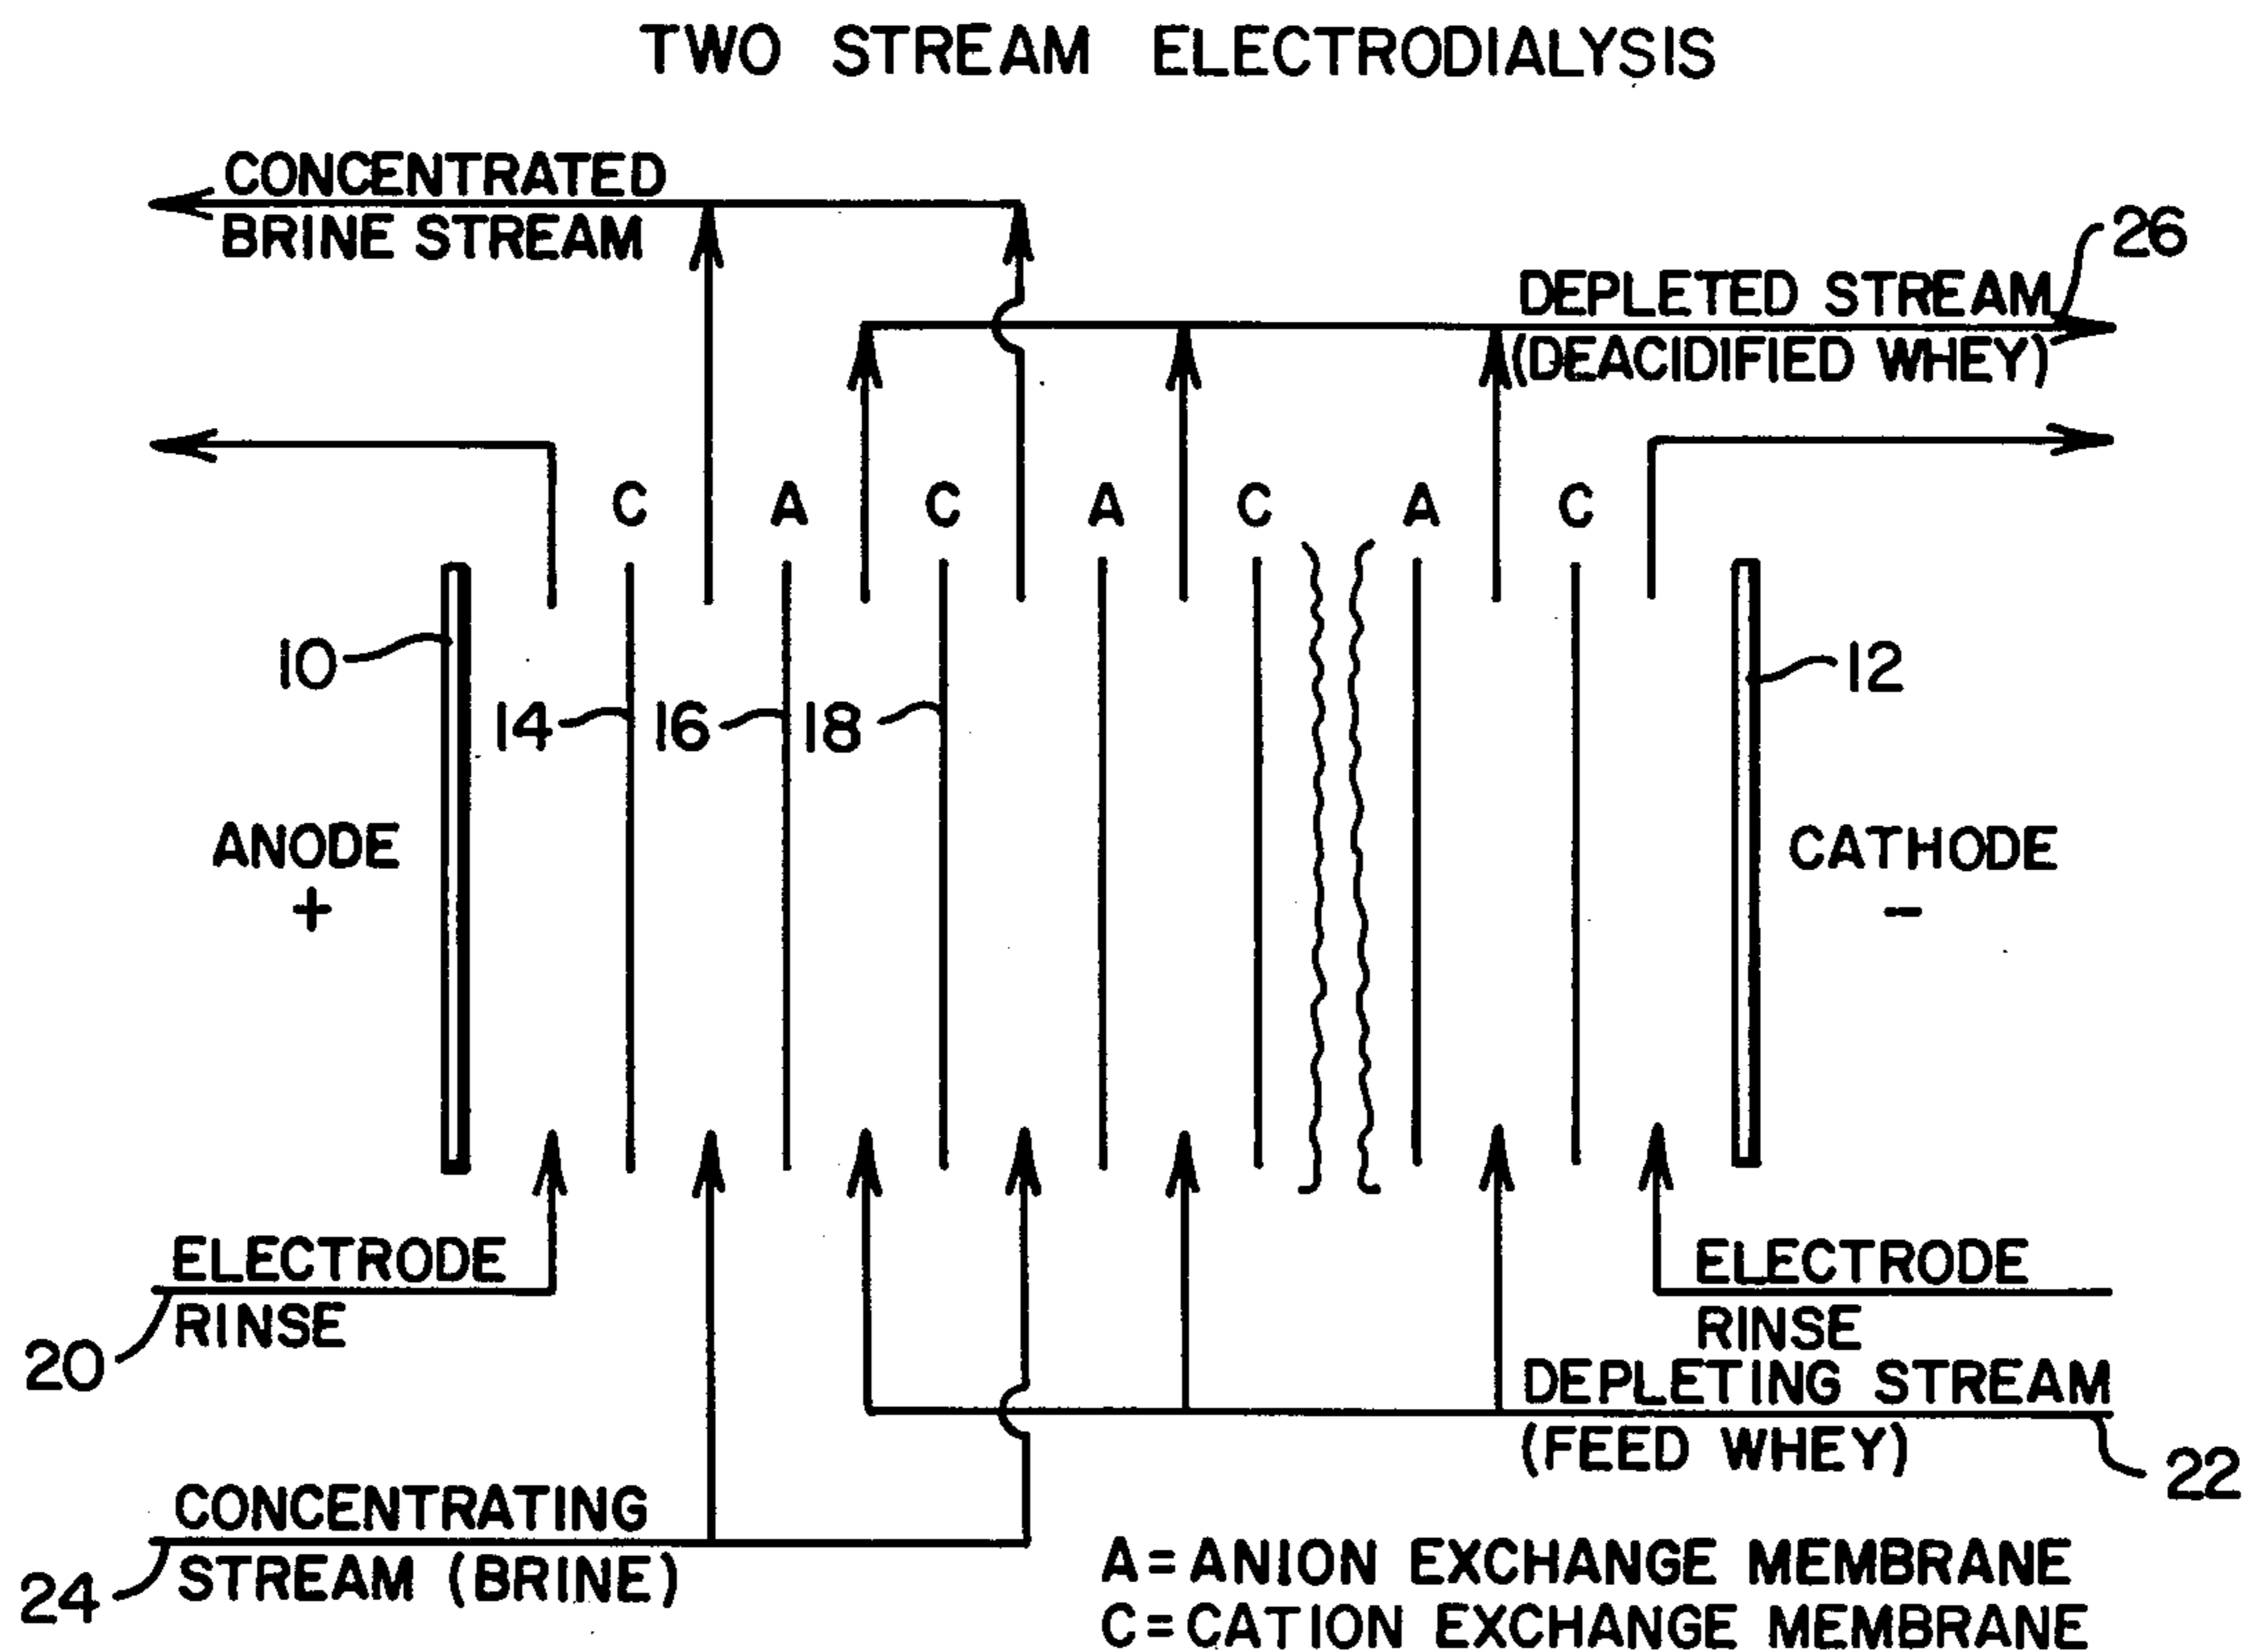 TWO STREAM ELECTRODIALYSIS
CONCENTRATED
BRINE STREAM
26
DEPLETED STREAM
(DEACIDIFIED WHEY)
C
A
C
A
C
A
C
10
12
14
16
18
ANODE
+
CATHODE
-
ELECTRODE
RINSE
20
ELECTRODE
RINSE
DEPLETING STREAM
(FEED WHEY)
22
CONCENTRATING
STREAM (BRINE)
24
A = ANION EXCHANGE MEMBRANE
C = CATION EXCHANGE MEMBRANE